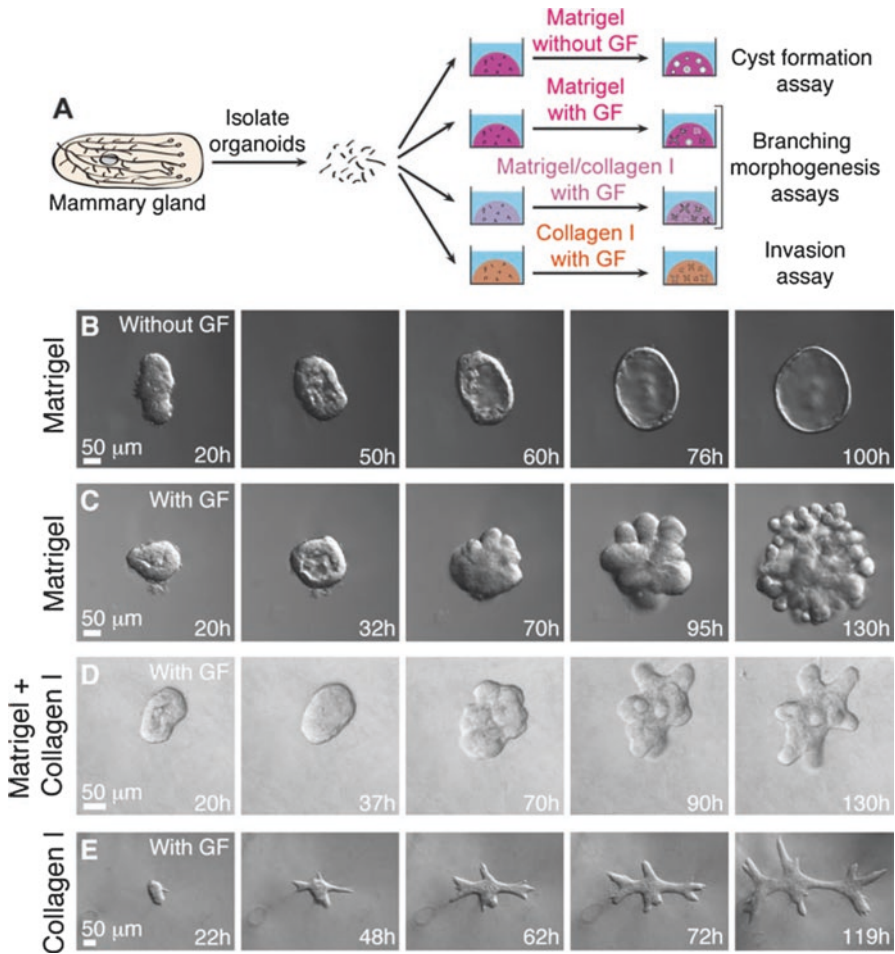 A
Mammary gland
Isolate
organoids
Matrigel
without GF
Cyst formation
assay
Matrigel
with GF
Matrigel/collagen I
with GF
Branching
morphogenesis
assays
Collagen I
with GF
Invasion
assay
Matrigel
B Without GF
50 μm
20h
50h
60h
76h
100h
Matrigel
C With GF
50 μm
20h
32h
70h
95h
130h
Matrigel +
Collagen I
D With GF
50 μm
20h
37h
70h
90h
130h
Collagen I
E With GF
50 μm
22h
48h
62h
72h
119h